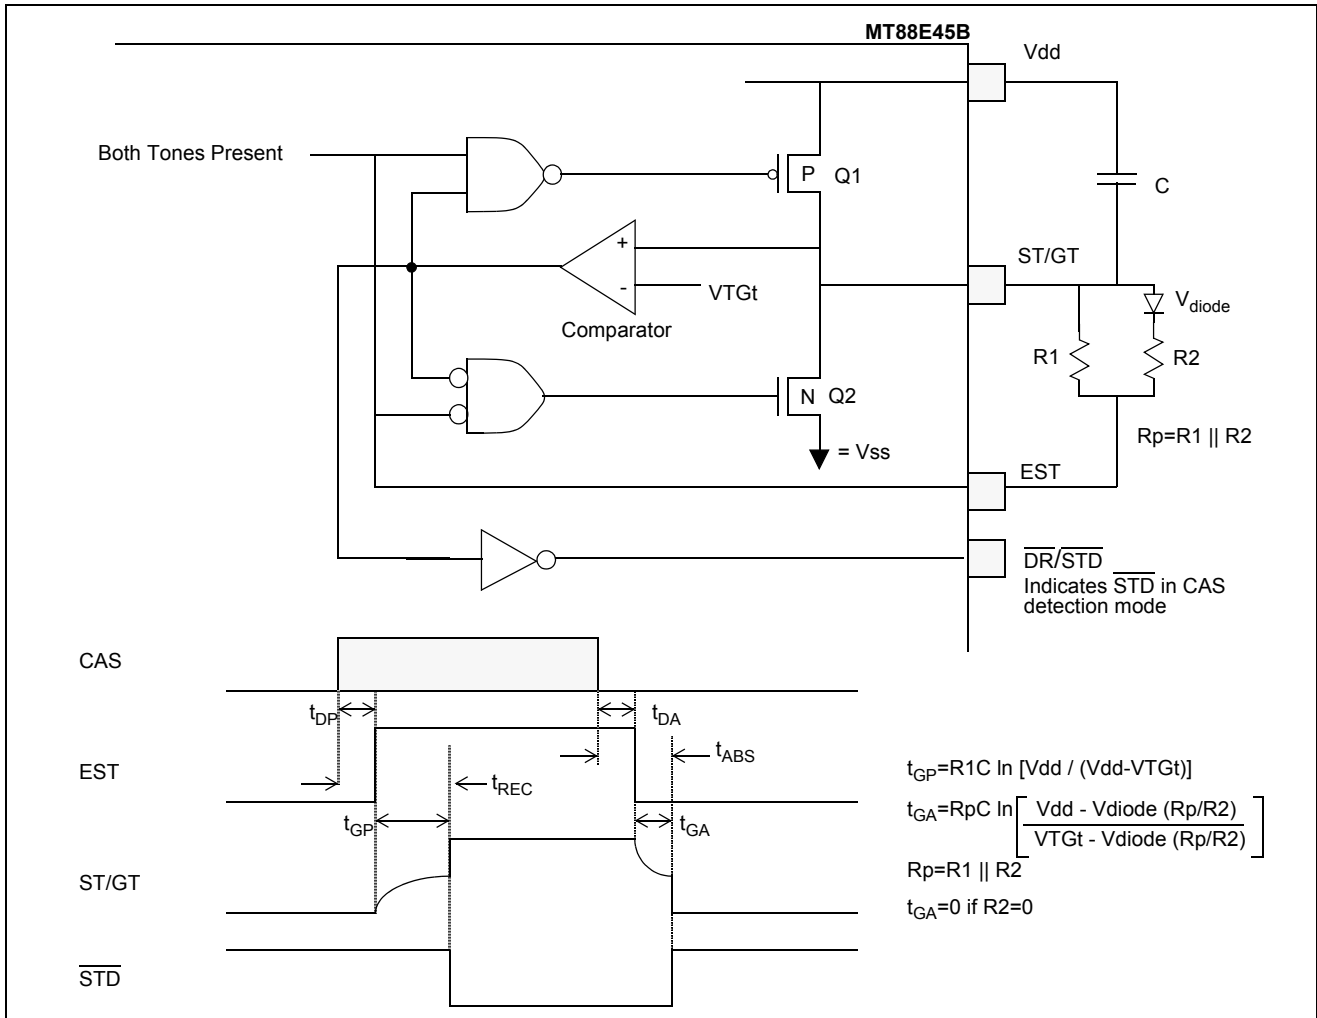 MT88E45B
Vdd
Both Tones Present
P Q1
C
+
ST/GT
- VTGt
Vdiode
Comparator
R1 R2
N Q2
Rp=R1 || R2
= Vss
EST
DR/STD
Indicates STD in CAS
detection mode
CAS
tDP tDA
tABS
EST
tREC
tGP=R1C ln [Vdd / (Vdd-VTGt)]
tGP tGA
tGA=RpC ln [ Vdd - Vdiode (Rp/R2)
VTGt - Vdiode (Rp/R2) ]
ST/GT
Rp=R1 || R2
tGA=0 if R2=0
STD